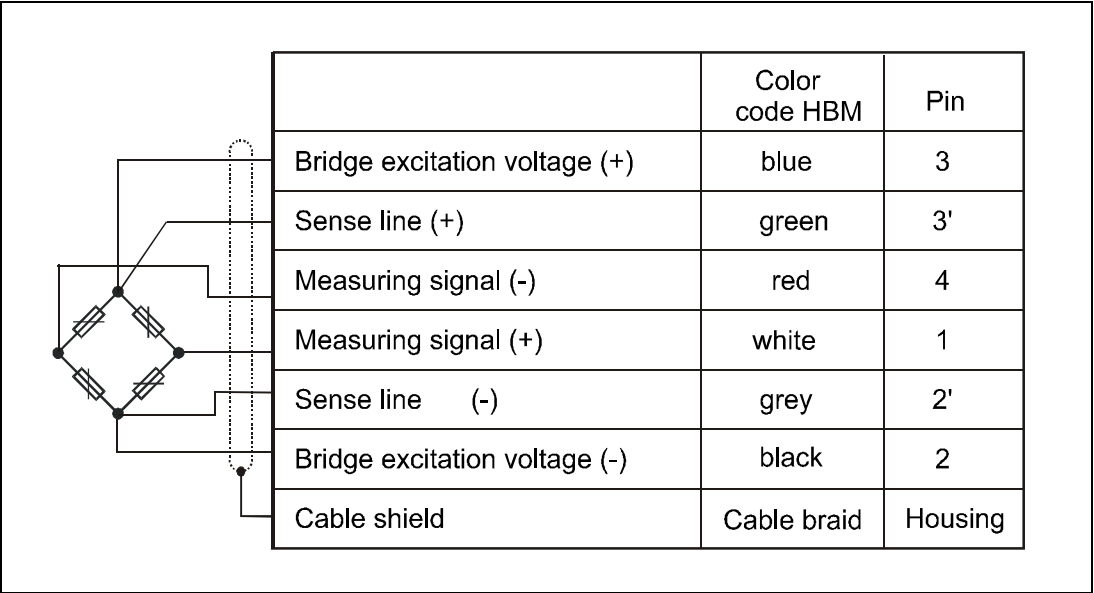 Color
code HBM Pin
Bridge excitation voltage (+) blue 3
Sense line (+) green 3'
Measuring signal (-) red 4
Measuring signal (+) white 1
Sense line (-) grey 2'
Bridge excitation voltage (-) black 2
Cable shield Cable braid Housing